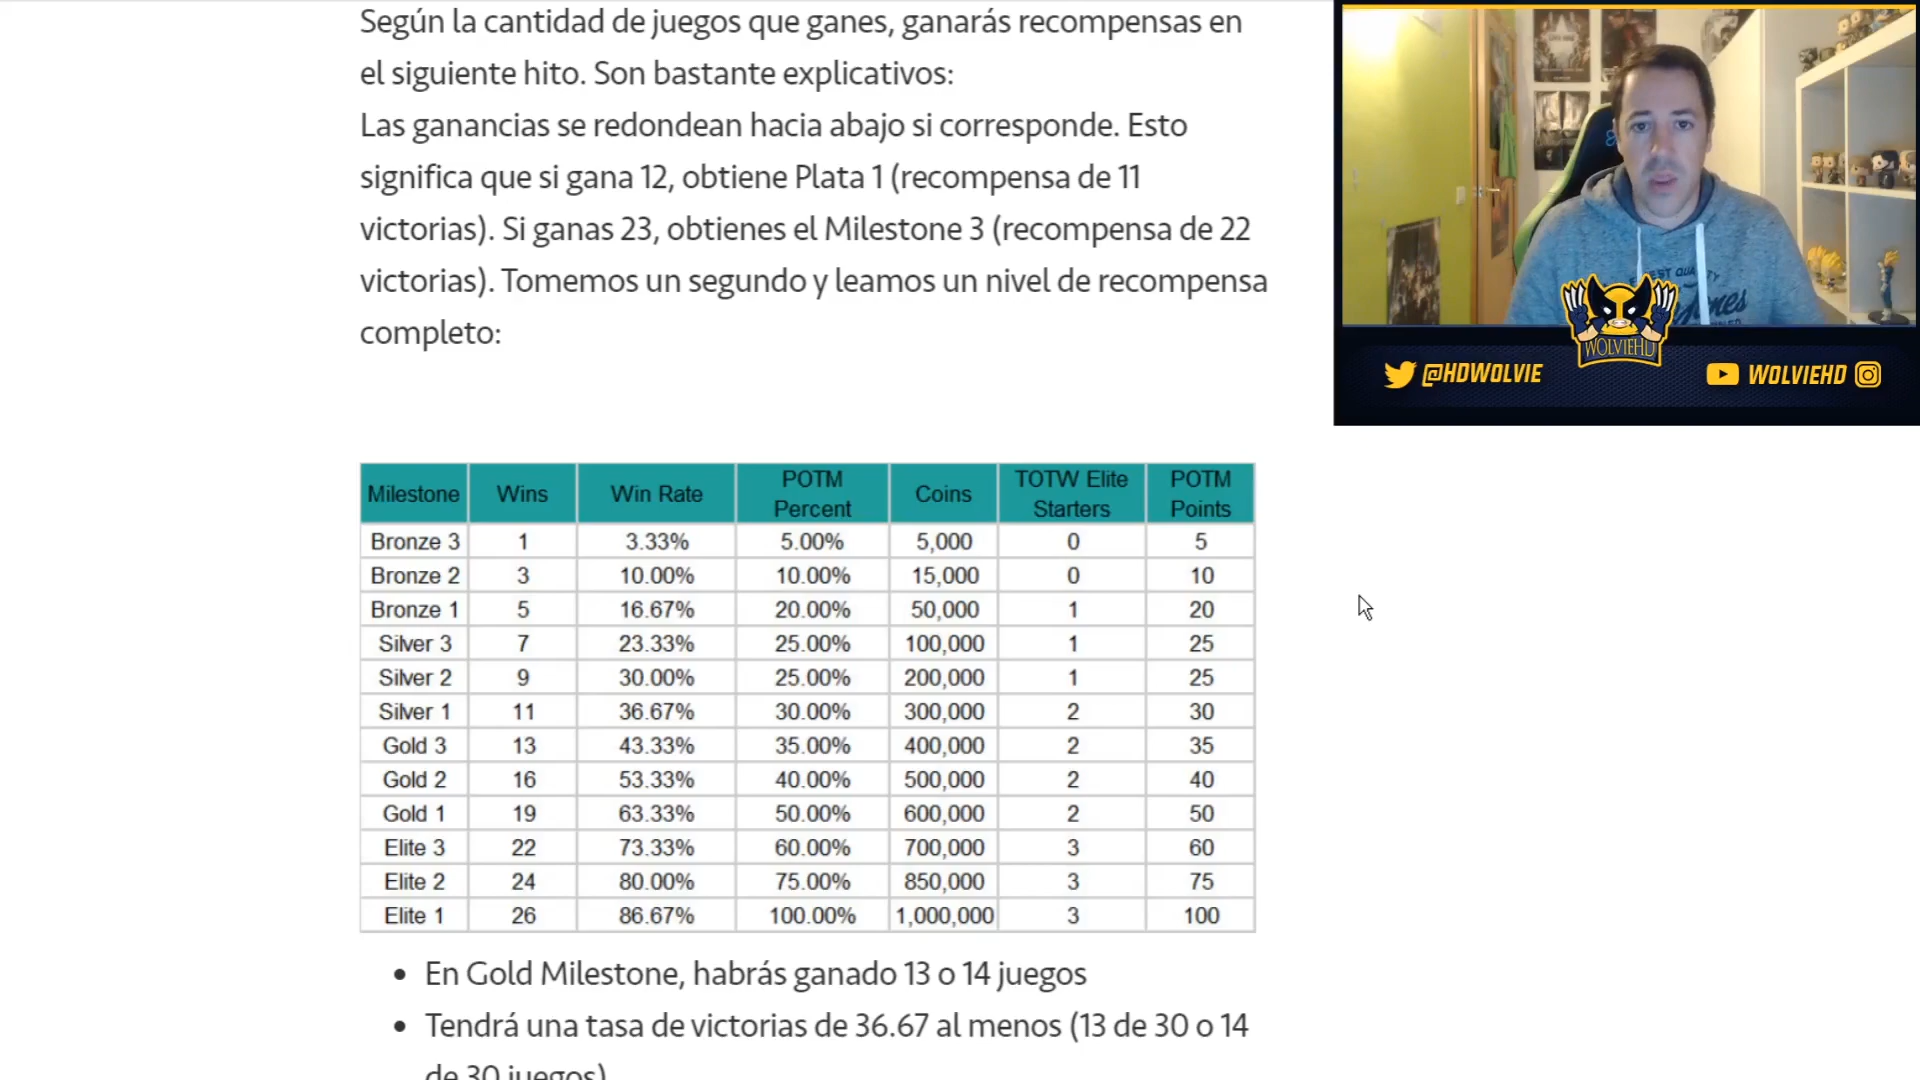 Según la cantidad de juegos que ganes, ganarás recompensas en
el siguiente hito. Son bastante explicativos:
Las ganancias se redondean hacia abajo si corresponde. Esto
significa que si gana 12, obtiene Plata 1 (recompensa de 11
victorias). Si ganas 23, obtienes el Milestone 3 (recompensa de 22
victorias). Tomemos un segundo y leamos un nivel de recompensa
completo:
WOLVIEHD
@HDWOLVIE
WOLVIEHD
Milestone Wins Win Rate POTM Percent Coins TOTW Elite Starters POTM Points
Bronze 3 1 3.33% 5.00% 5,000 0 5
Bronze 2 3 10.00% 10.00% 15,000 0 10
Bronze 1 5 16.67% 20.00% 50,000 1 20
Silver 3 7 23.33% 25.00% 100,000 1 25
Silver 2 9 30.00% 25.00% 200,000 1 25
Silver 1 11 36.67% 30.00% 300,000 2 30
Gold 3 13 43.33% 35.00% 400,000 2 35
Gold 2 16 53.33% 40.00% 500,000 2 40
Gold 1 19 63.33% 50.00% 600,000 2 50
Elite 3 22 73.33% 60.00% 700,000 3 60
Elite 2 24 80.00% 75.00% 850,000 3 75
Elite 1 26 86.67% 100.00% 1,000,000 3 100
• En Gold Milestone, habrás ganado 13 o 14 juegos
• Tendrá una tasa de victorias de 36.67 al menos (13 de 30 o 14
de 30 juegos)